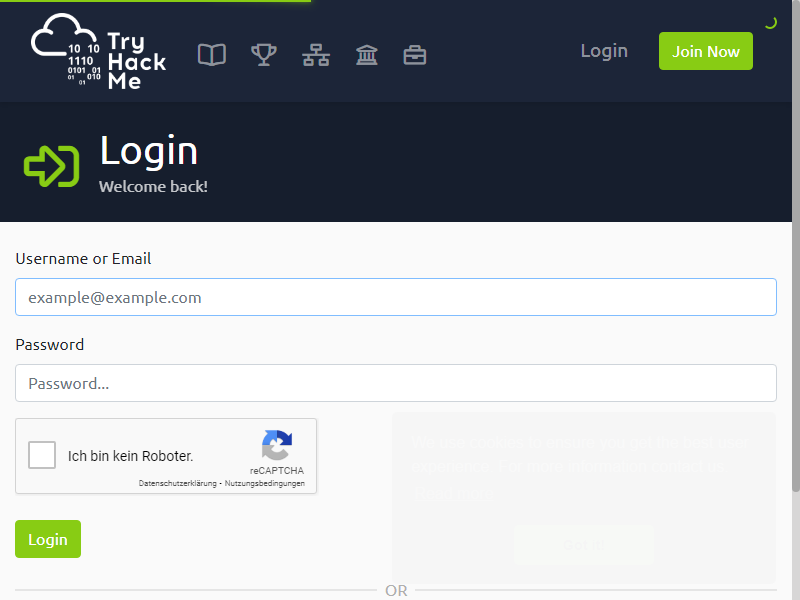 Try
Hack
Me
10 10
1110
0101 01
01 010
01
Login
Join Now
Login
Welcome back!
Username or Email
example@example.com
Password
Password...
Ich bin kein Roboter.
reCAPTCHA
Datenschutzerklärung - Nutzungsbedingungen
Login
OR